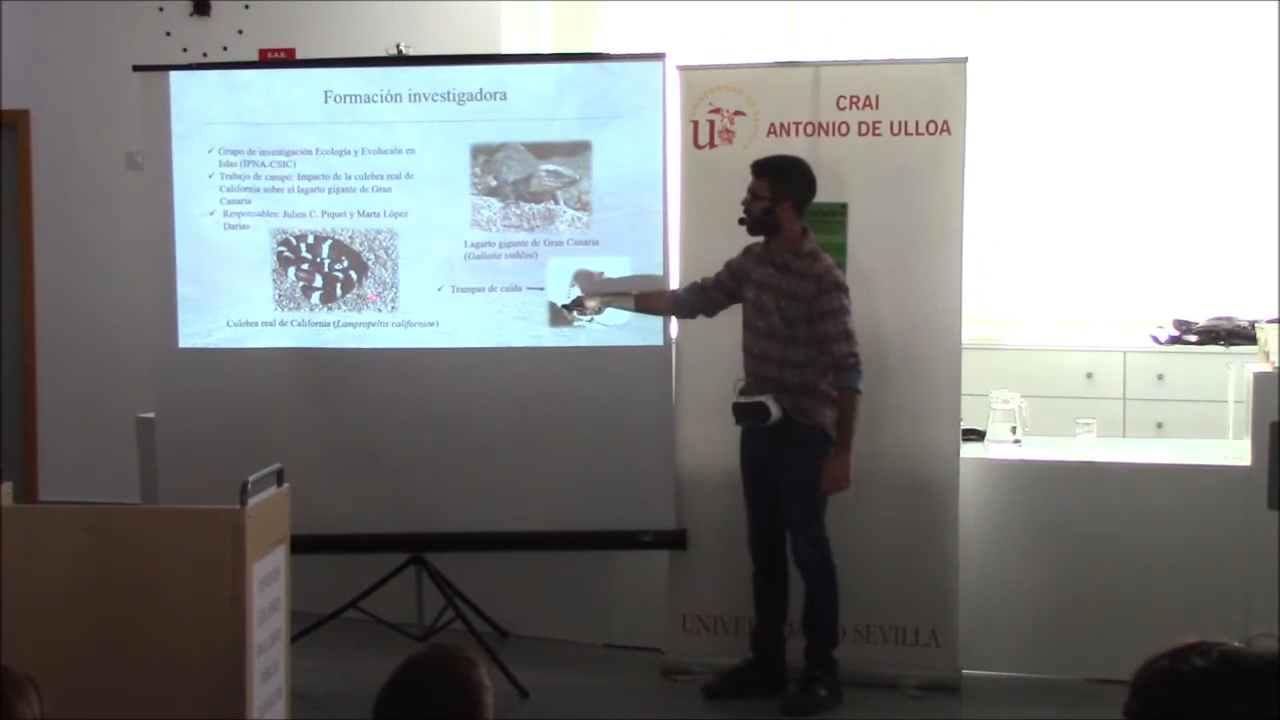 S.A.E.
Formación investigadora
✓ Grupo de investigación Ecología y Evolución en
Islas (IPNA-CSIC)
✓ Trabajo de campo: Impacto de la culebra real de
California sobre el lagarto gigante de Gran
Canaria
✓ Responsables: Julien C. Piquet y Marta López
Darias
Culebra real de California (Lampropeltis californiae)
Lagarto gigante de Gran Canaria
(Gallotia stehlini)
✓ Trampas de caída
CRAI
ANTONIO DE ULLOA
SEVILLA